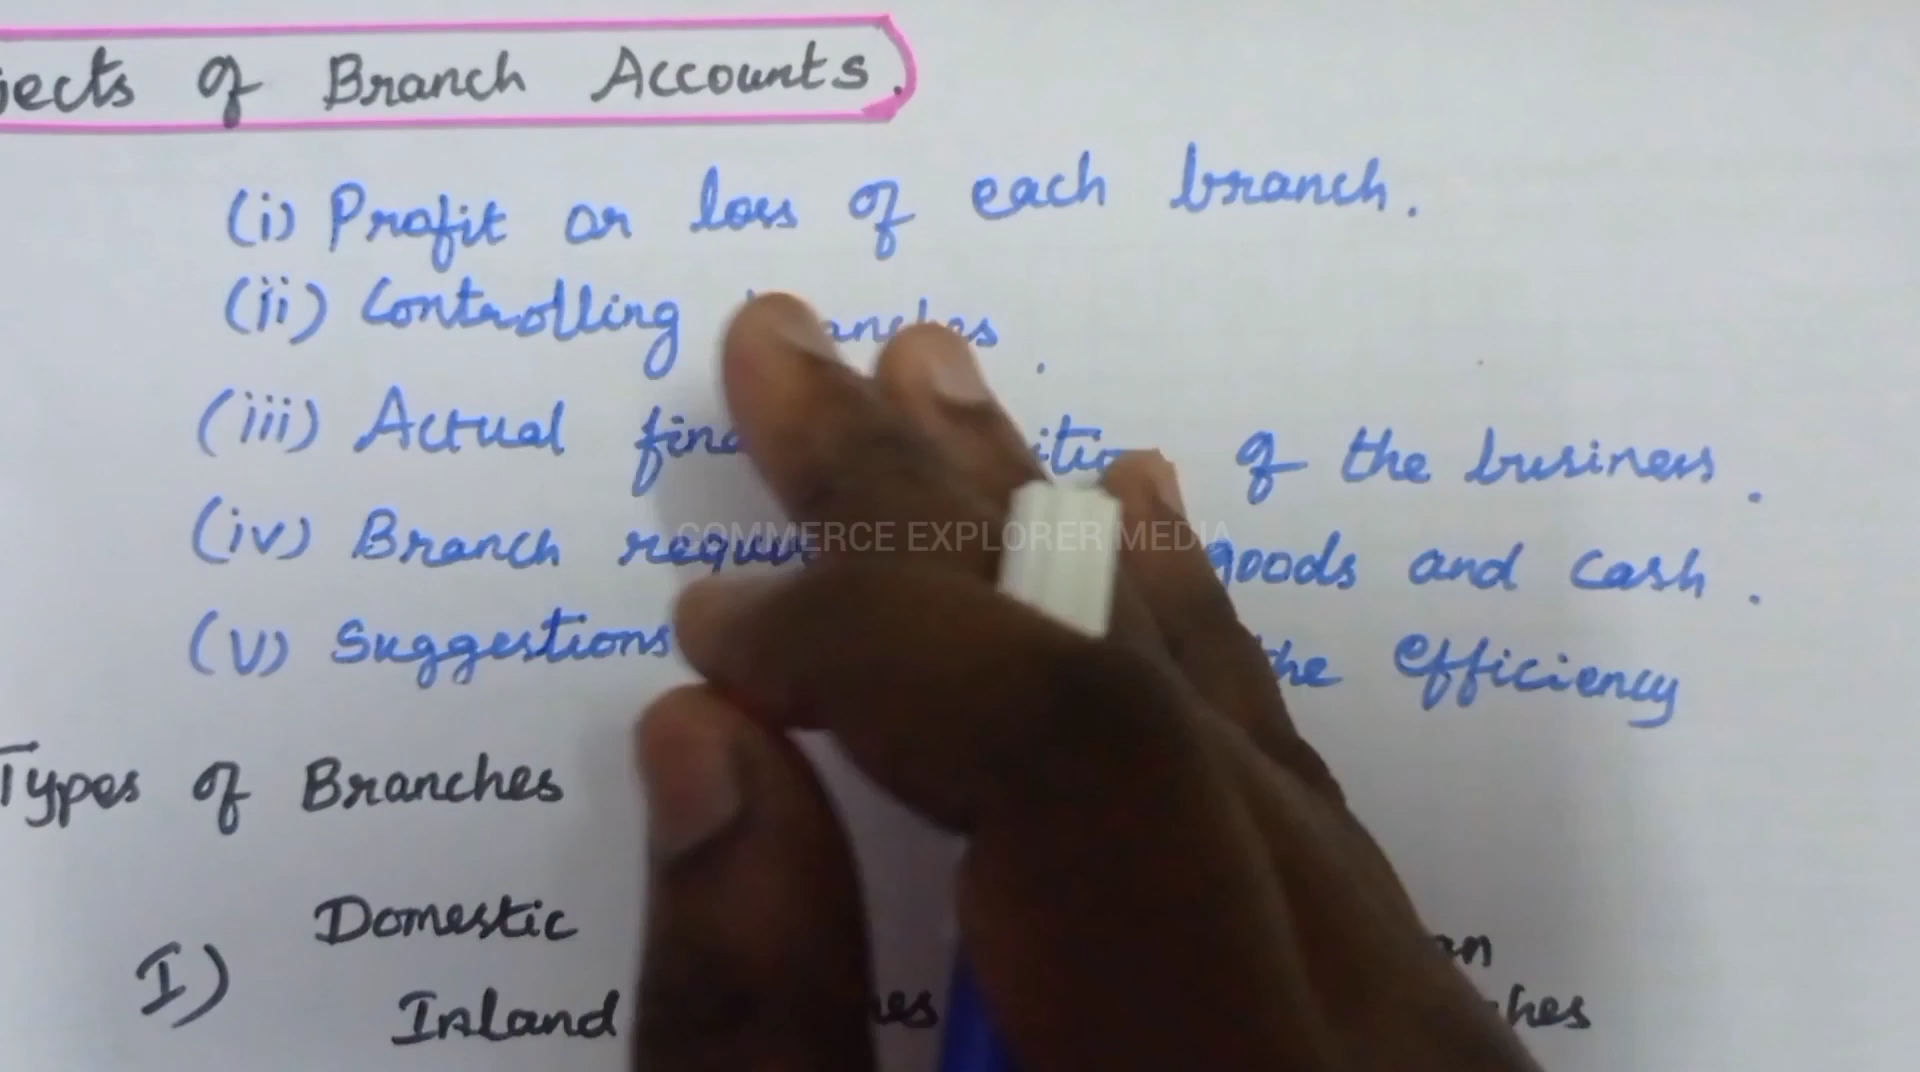 jects of Branch Accounts.
(i) Profit or loss of each branch.
(ii) Controlling
(iii) Actual of the business.
(iv) Branch goods and cash.
(v) Suggestions the Efficiency
Types of Branches
Domestic
I)
Inland
COMMERCE EXPLORER MEDIA